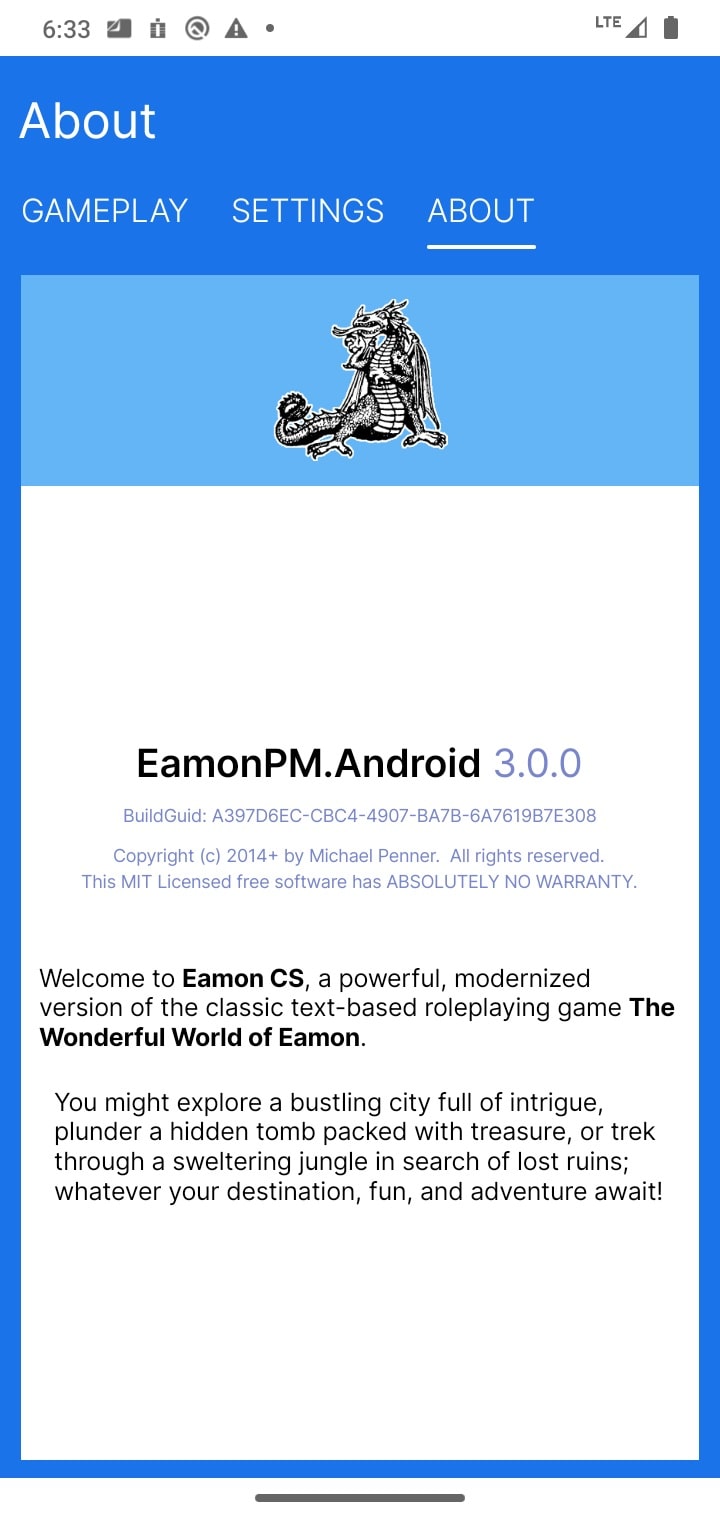 6:33
LTE
About
GAMEPLAY SETTINGS ABOUT
EamonPM.Android 3.0.0
BuildGuid: A397D6EC-CBC4-4907-BA7B-6A7619B7E308
Copyright (c) 2014+ by Michael Penner.  All rights reserved.
This MIT Licensed free software has ABSOLUTELY NO WARRANTY.
Welcome to Eamon CS, a powerful, modernized
version of the classic text-based roleplaying game The
Wonderful World of Eamon.
You might explore a bustling city full of intrigue,
plunder a hidden tomb packed with treasure, or trek
through a sweltering jungle in search of lost ruins;
whatever your destination, fun, and adventure await!